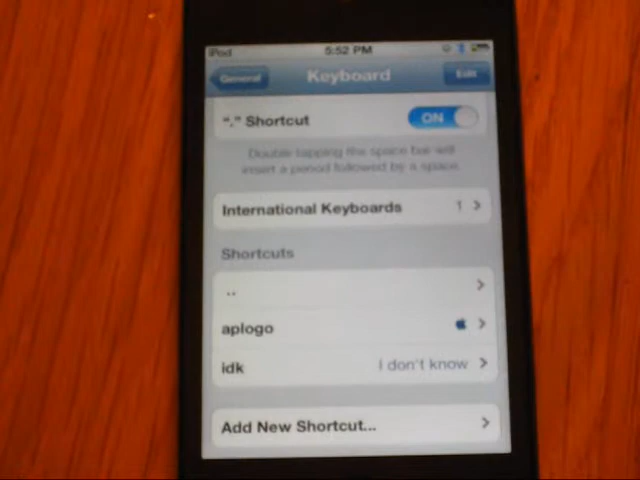 iPod 5:52 PM
General Keyboard Edit
"." Shortcut ON
Double tapping the space bar will
insert a period followed by a space.
International Keyboards 1
Shortcuts
..
aplogo
idk I don't know
Add New Shortcut...